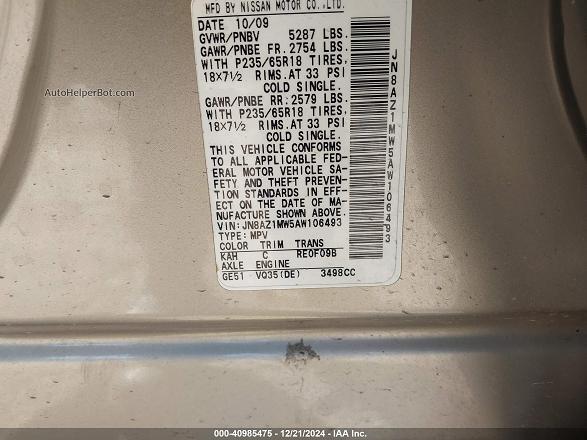 MFD BY NISSAN MOTOR CO.,LTD.
DATE 10/09
GVWR/PNBV 5287 LBS.
GAWR/PNBE FR. 2754 LBS.
WITH P235/65R18 TIRES,
18X7½ RIMS. AT 33 PSI
COLD SINGLE.
GAWR/PNBE RR: 2579 LBS.
WITH P235/65R18 TIRES,
18X7½ RIMS. AT 33 PSI
COLD SINGLE.
THIS VEHICLE CONFORMS
TO ALL APPLICABLE FED-
ERAL MOTOR VEHICLE SA-
FETY AND THEFT PREVEN-
TION STANDARDS IN EFF-
ECT ON THE DATE OF MA-
NUFACTURE SHOWN ABOVE.
VIN: JN8AZ1MW5AW106493
TYPE: MPV
COLOR TRIM TRANS
KAH C RE0F09B
AXLE ENGINE
GE51 VQ35(DE) 3498CC
JN8AZ1MW5AW106493
AutoHelperBot.com
000-40985475 - 12/21/2024 - IAA Inc.